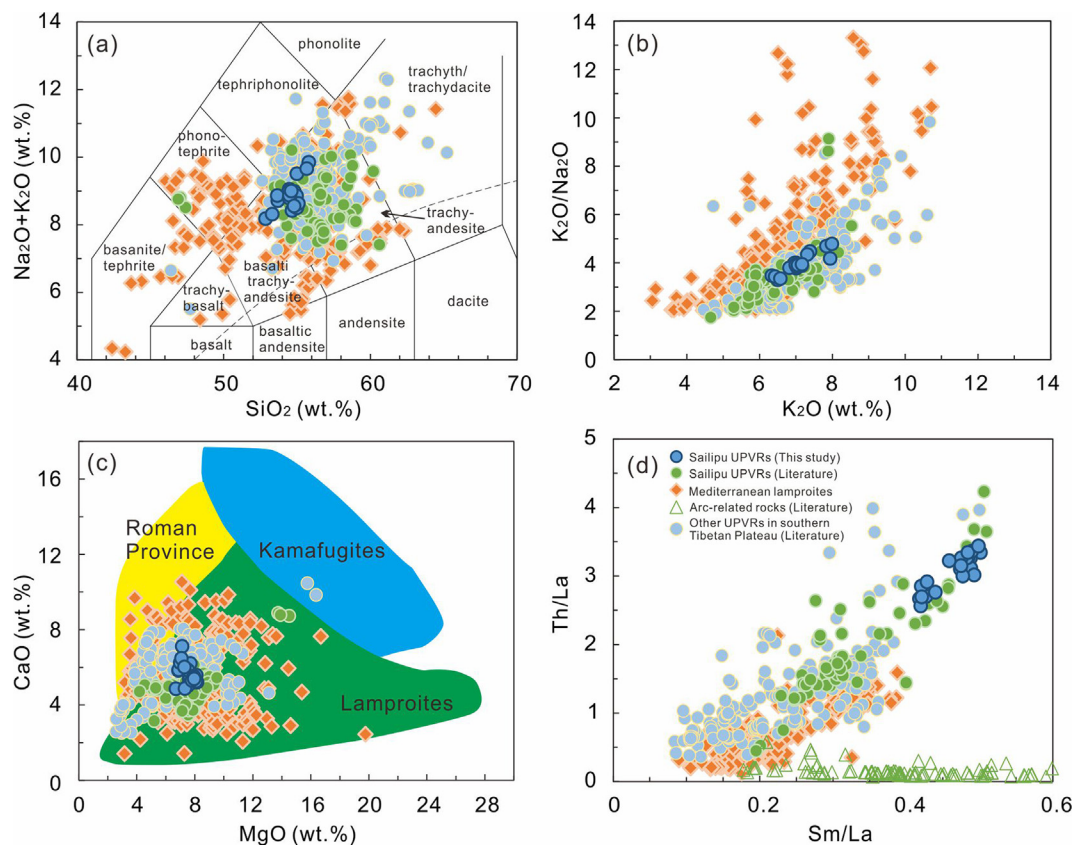 (a)
14
12
10
8
6
4
Na2O+K2O (wt.%)
phonolite
tephriphonolite
trachyth/
trachydacite
phono-
tephrite
basanite/
tephrite
trachy-
basalt
basalti
trachy-
andesite
trachy-
andesite
dacite
basalt
basaltic
andensite
andensite
40 50 60 70
SiO2 (wt.%)
(b)
14
12
10
8
6
4
2
0
K2O/Na2O
2 4 6 8 10 12 14
K2O (wt.%)
(c)
16
12
8
4
0
CaO (wt.%)
Roman
Province
Kamafugites
Lamproites
0 4 8 12 16 20 24 28
MgO (wt.%)
(d)
5
4
3
2
1
0
Th/La
Sailipu UPVRs (This study)
Sailipu UPVRs (Literature)
Mediterranean lamproites
Arc-related rocks (Literature)
Other UPVRs in southern
Tibetan Plateau (Literature)
0 0.2 0.4 0.6
Sm/La